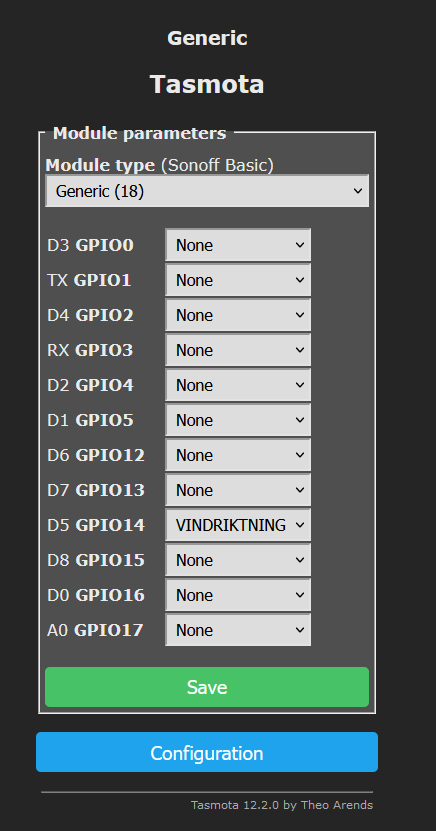 Generic
Tasmota
Module parameters
Module type (Sonoff Basic)
Generic (18)
D3 GPIO0 None
TX GPIO1 None
D4 GPIO2 None
RX GPIO3 None
D2 GPIO4 None
D1 GPIO5 None
D6 GPIO12 None
D7 GPIO13 None
D5 GPIO14 VINDRIKTNING
D8 GPIO15 None
D0 GPIO16 None
A0 GPIO17 None
Save
Configuration
Tasmota 12.2.0 by Theo Arends